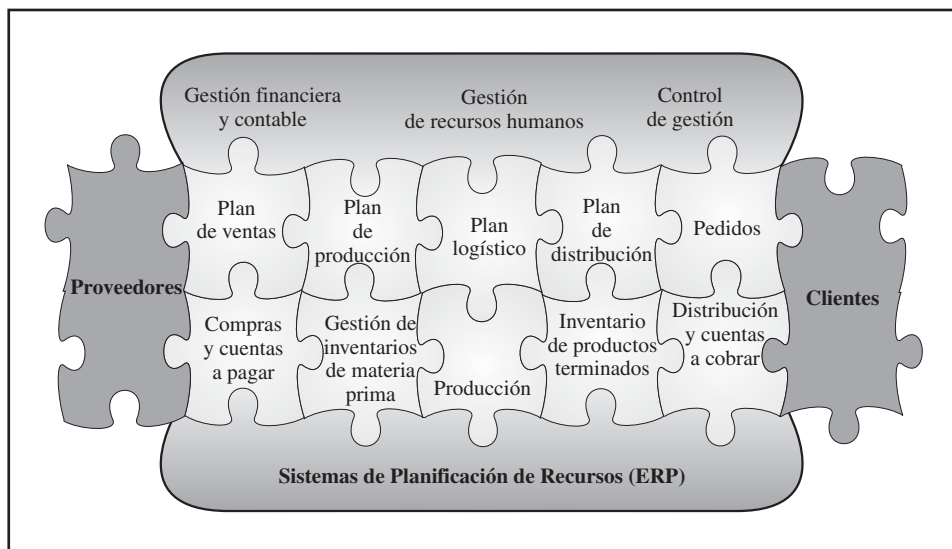 Gestión financiera
y contable
Gestión
de recursos humanos
Control
de gestión
Plan
de ventas
Plan
de
producción
Plan
logístico
Plan
de
distribución
Pedidos
Proveedores
Clientes
Compras
y cuentas
a pagar
Gestión de
inventarios
de materia
prima
Producción
Inventario
de productos
terminados
Distribución
y cuentas
a cobrar
Sistemas de Planificación de Recursos (ERP)